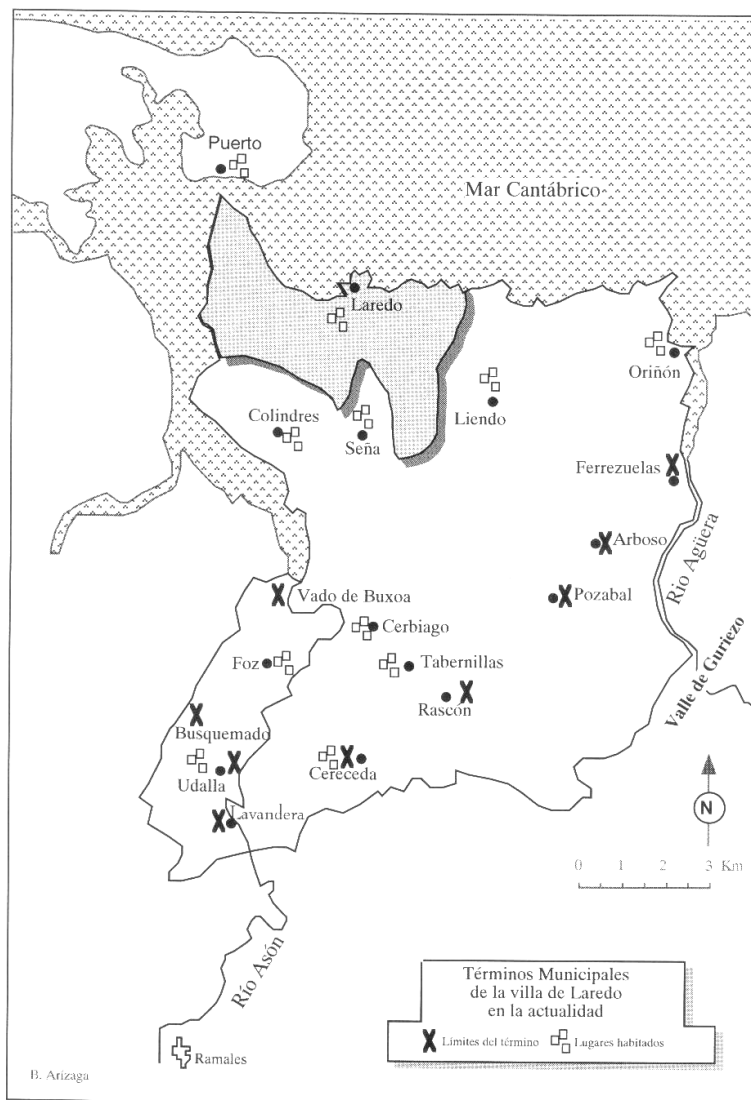 Puerto
Mar Cantábrico
Laredo
Oriñón
Liendo
Colindres
Seña
Ferrezuelas
Arboso
Río Agüera
Pozabal
Vado de Buxoa
Cerbiago
Foz
Tabernillas
Rascón
Valle de Guriezo
Busquemado
Udalla
Cereceda
Lavandera
N
0 1 2 3 Km
Río Asón
Términos Municipales
de la villa de Laredo
en la actualidad
Límites del término
Lugares habitados
Ramales
B. Arizaga